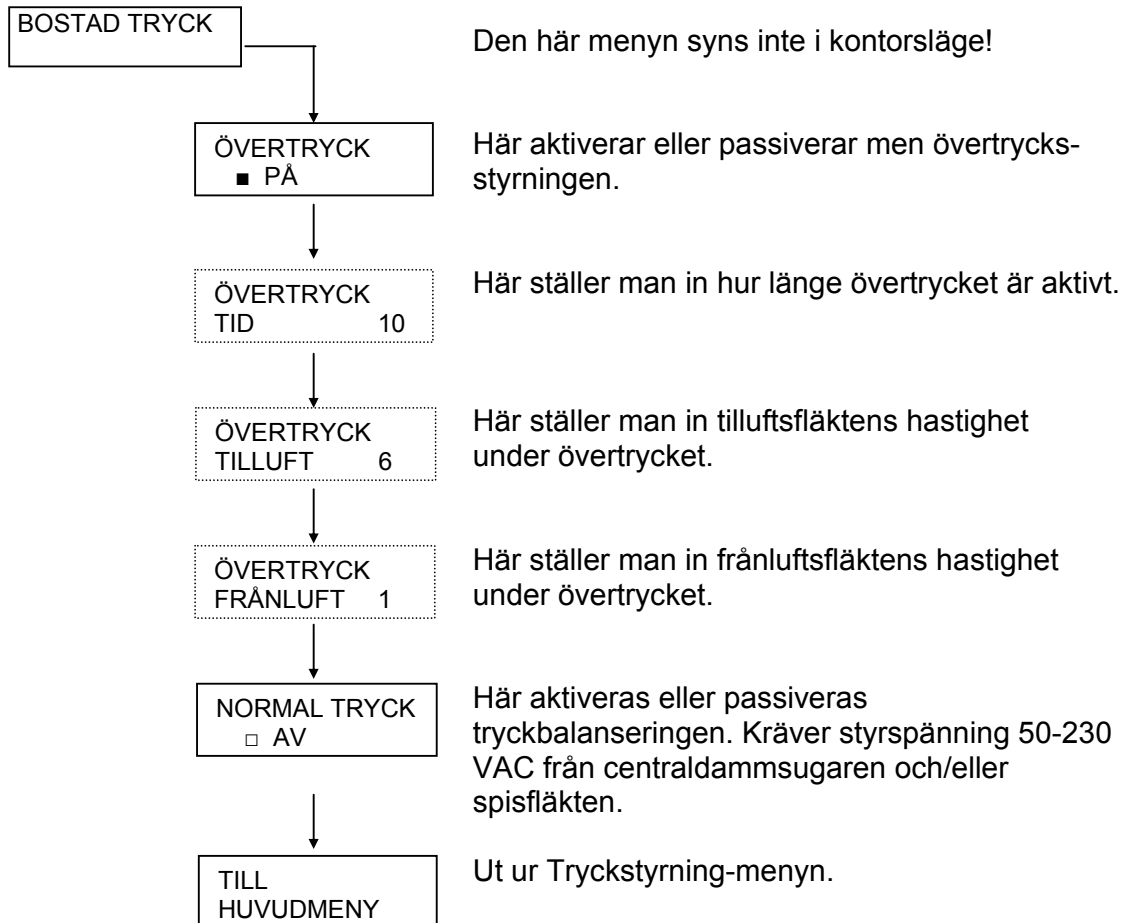 BOSTAD TRYCK
Den här menyn syns inte i kontorsläge!
ÖVERTRYCK
■ PÅ
Här aktiverar eller passiverar men övertrycks-
styrningen.
ÖVERTRYCK
TID 10
Här ställer man in hur länge övertrycket är aktivt.
ÖVERTRYCK
TILLUFT 6
Här ställer man in tilluftsfläktens hastighet
under övertrycket.
ÖVERTRYCK
FRÅNLUFT 1
Här ställer man in frånluftsfläktens hastighet
under övertrycket.
NORMAL TRYCK
□ AV
Här aktiveras eller passiveras
tryckbalanseringen. Kräver styrspänning 50-230
VAC från centraldammsugaren och/eller
spisfläkten.
TILL
HUVUDMENY
Ut ur Tryckstyrning-menyn.